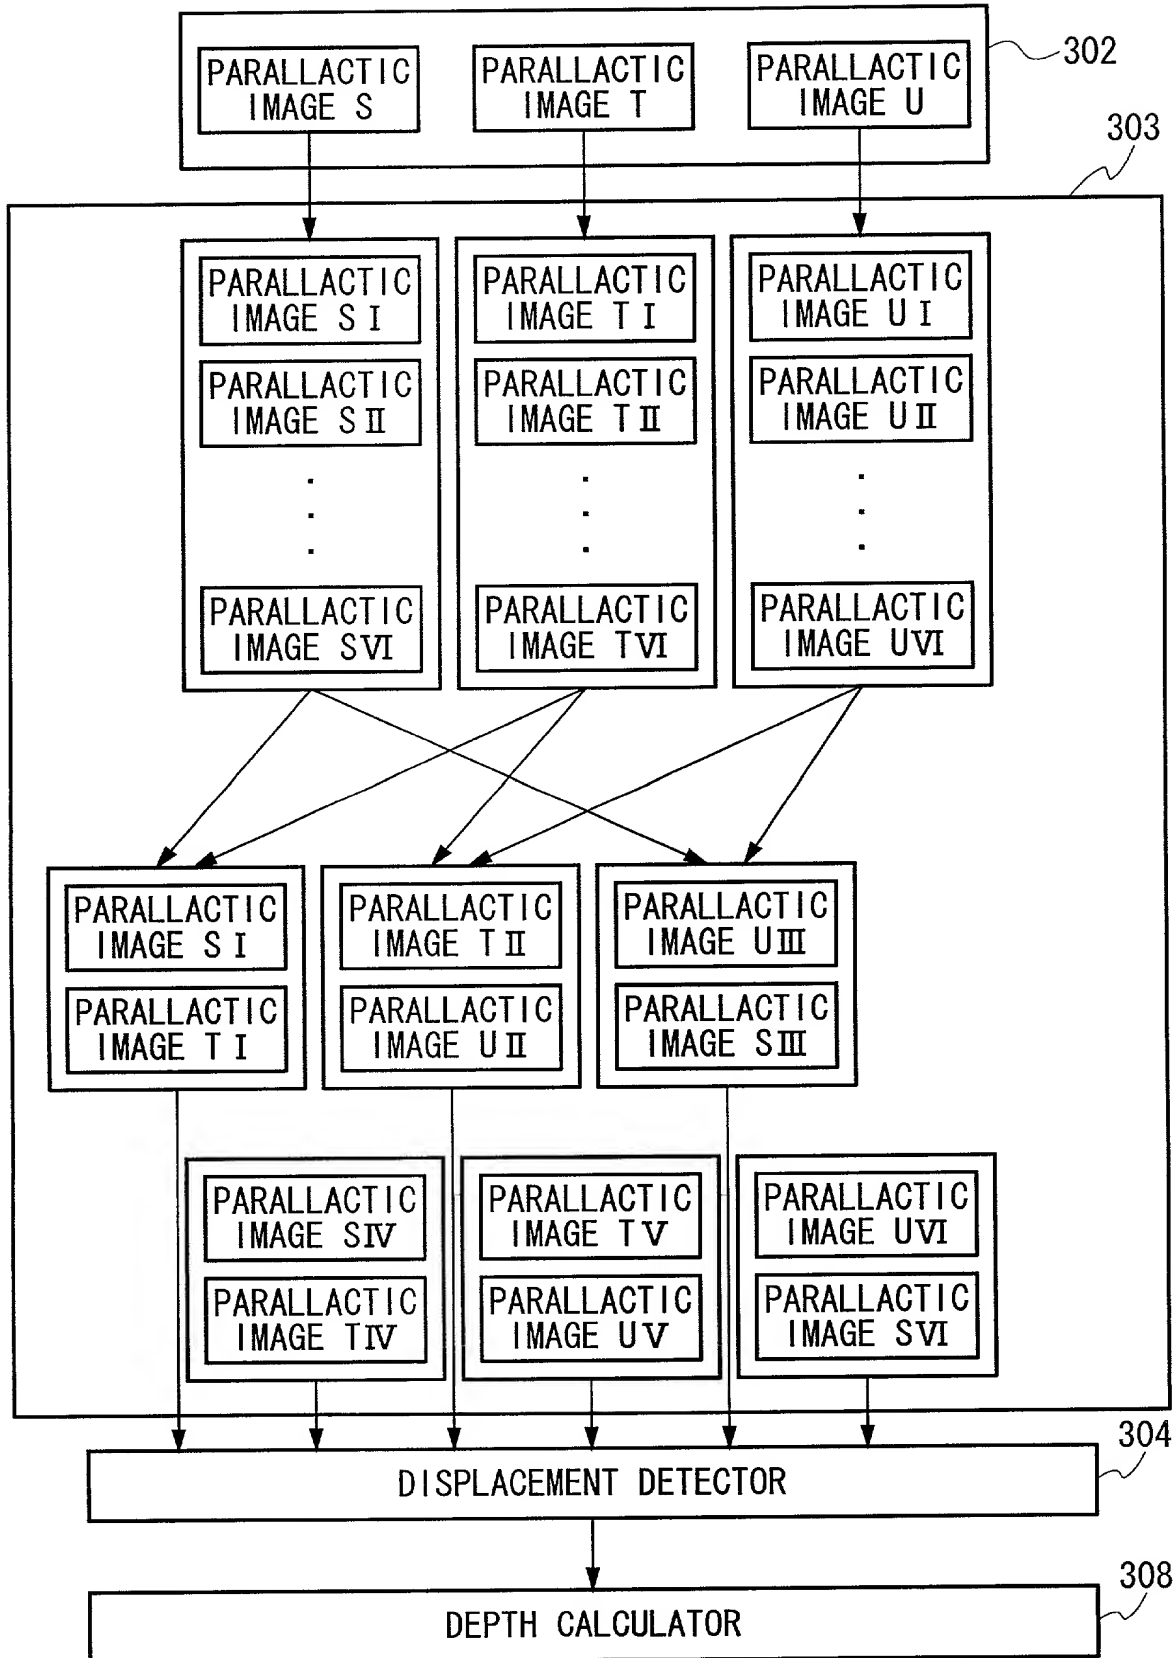 PARALLACTIC
IMAGE S
PARALLACTIC
IMAGE T
PARALLACTIC
IMAGE U
302
303
PARALLACTIC
IMAGE S I
PARALLACTIC
IMAGE T I
PARALLACTIC
IMAGE U I
PARALLACTIC
IMAGE S II
PARALLACTIC
IMAGE T II
PARALLACTIC
IMAGE U II
PARALLACTIC
IMAGE SVI
PARALLACTIC
IMAGE TVI
PARALLACTIC
IMAGE UVI
PARALLACTIC
IMAGE S I
PARALLACTIC
IMAGE T I
PARALLACTIC
IMAGE T II
PARALLACTIC
IMAGE U II
PARALLACTIC
IMAGE UIII
PARALLACTIC
IMAGE SIII
PARALLACTIC
IMAGE SIV
PARALLACTIC
IMAGE TIV
PARALLACTIC
IMAGE TV
PARALLACTIC
IMAGE UV
PARALLACTIC
IMAGE UVI
PARALLACTIC
IMAGE SVI
304
DISPLACEMENT DETECTOR
308
DEPTH CALCULATOR